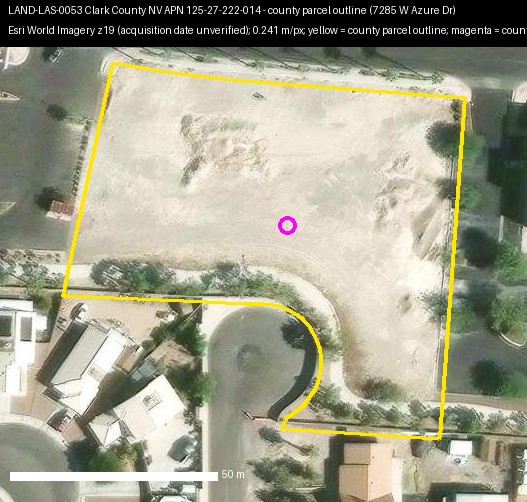 LAND-LAS-0053 Clark County NV APN 125-27-222-014 - county parcel outline (7285 W Azure Dr)
Esri World Imagery z19 (acquisition date unverified); 0.241 m/px; yellow = county parcel outline; magenta = coun
50 m